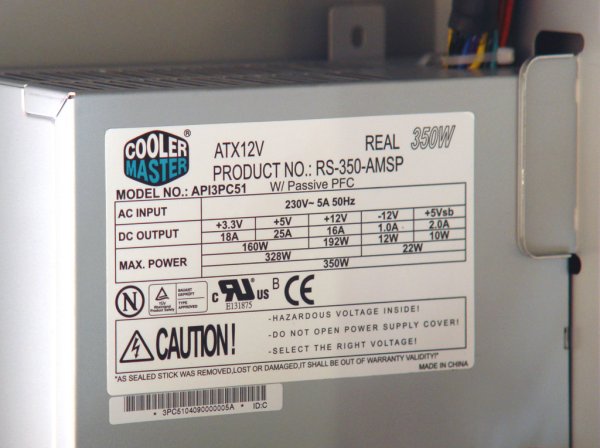 COOLER
MASTER
ATX12V REAL 350W
PRODUCT NO.: RS-350-AMSP
MODEL NO.: API3PC51 W/ Passive PFC
AC INPUT 230V~ 5A 50Hz
DC OUTPUT +3.3V +5V +12V -12V +5Vsb
18A 25A 16A 1.0A 2.0A
MAX. POWER 160W 192W 12W 10W
328W 22W
350W
N c RU US B CE
E131875
CAUTION!
-HAZARDOUS VOLTAGE INSIDE!
-DO NOT OPEN POWER SUPPLY COVER!
-SELECT THE RIGHT VOLTAGE!
*AS SEALED STICK WAS REMOVED,LOST OR DAMAGED,IT SHALL BE OUT OF WARRANTY VALIDITY!*
MADE IN CHINA
* 3PC5104090000005A * ID:C